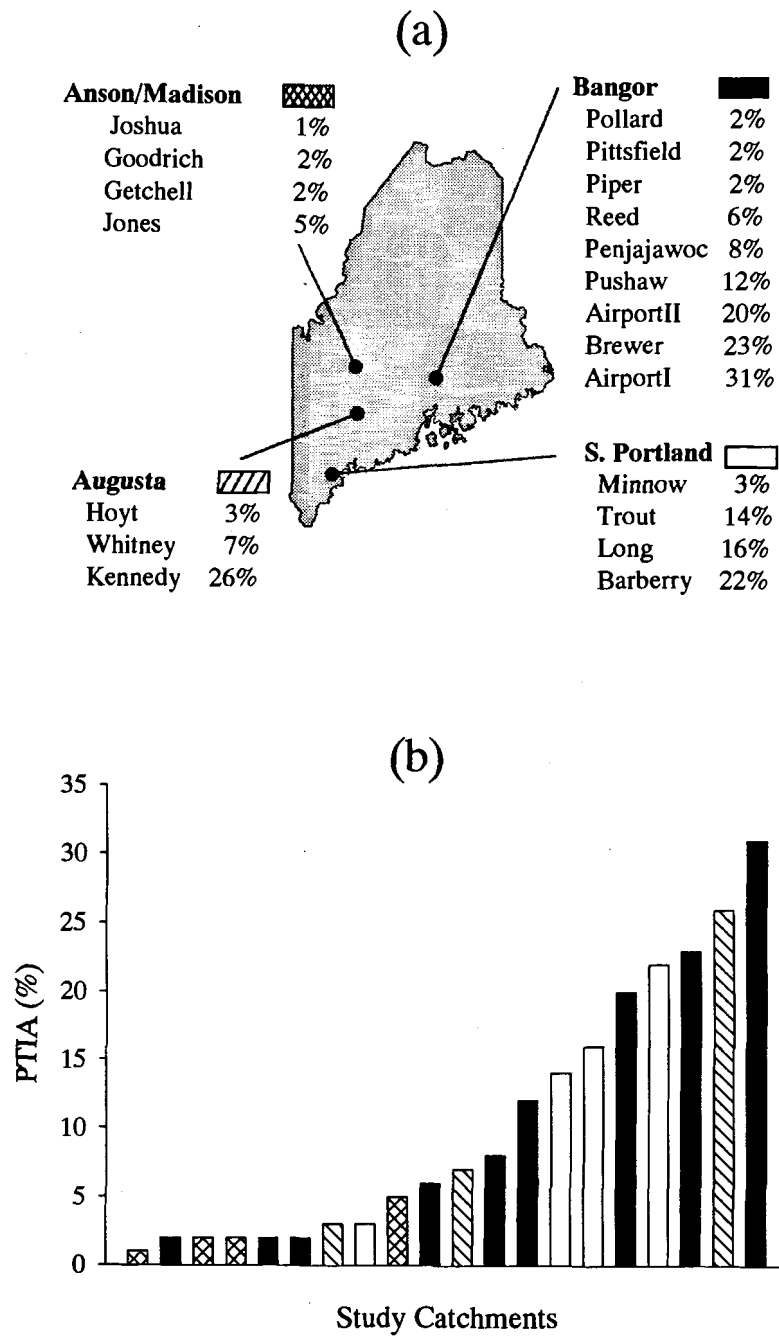 (a)
Anson/Madison
Joshua 1%
Goodrich 2%
Getchell 2%
Jones 5%
Bangor
Pollard 2%
Pittsfield 2%
Piper 2%
Reed 6%
Penjajawoc 8%
Pushaw 12%
AirportII 20%
Brewer 23%
AirportI 31%
Augusta
Hoyt 3%
Whitney 7%
Kennedy 26%
S. Portland
Minnow 3%
Trout 14%
Long 16%
Barberry 22%
(b)
PTIA (%)
35
30
25
20
15
10
5
0
Study Catchments